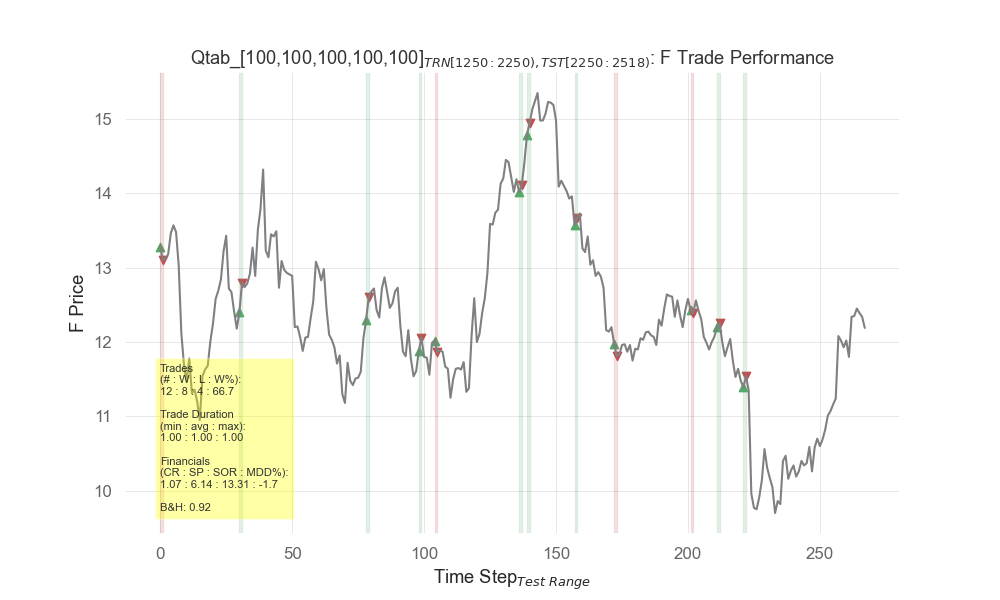 Qtab_[100,100,100,100,100]TRN[1250:2250),TST[2250:2518): F Trade Performance
F Price
15
14
13
12
11
10
Trades
(# : W : L : W%):
12 : 8 : 4 : 66.7
Trade Duration
(min : avg : max):
1.00 : 1.00 : 1.00
Financials
(CR : SP : SOR : MDD%):
1.07 : 6.14 : 13.31 : -1.7
B&H: 0.92
0 50 100 150 200 250
Time Step Test Range